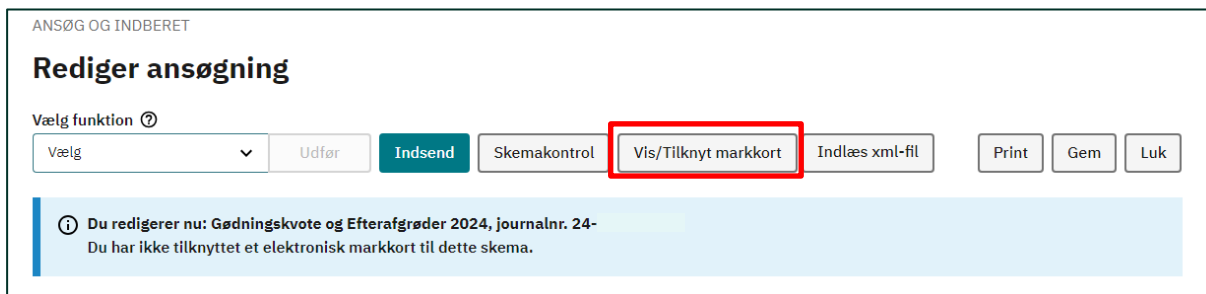 ANSØG OG INDBERET
Rediger ansøgning
Vælg funktion ?
Vælg Udfør Indsend Skemakontrol Vis/Tilknyt markkort Indlæs xml-fil Print Gem Luk
Du redigerer nu: Gødningskvote og Efterafgrøder 2024, journalnr. 24-
Du har ikke tilknyttet et elektronisk markkort til dette skema.